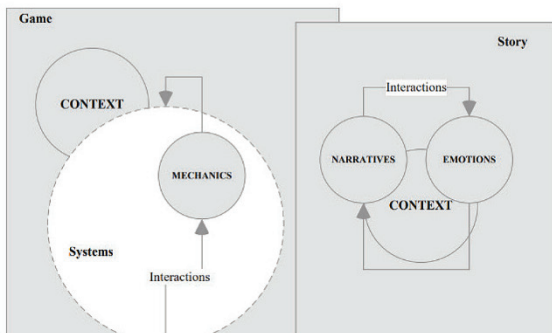 Game
CONTEXT
MECHANICS
Systems
Interactions
Story
Interactions
NARRATIVES
EMOTIONS
CONTEXT